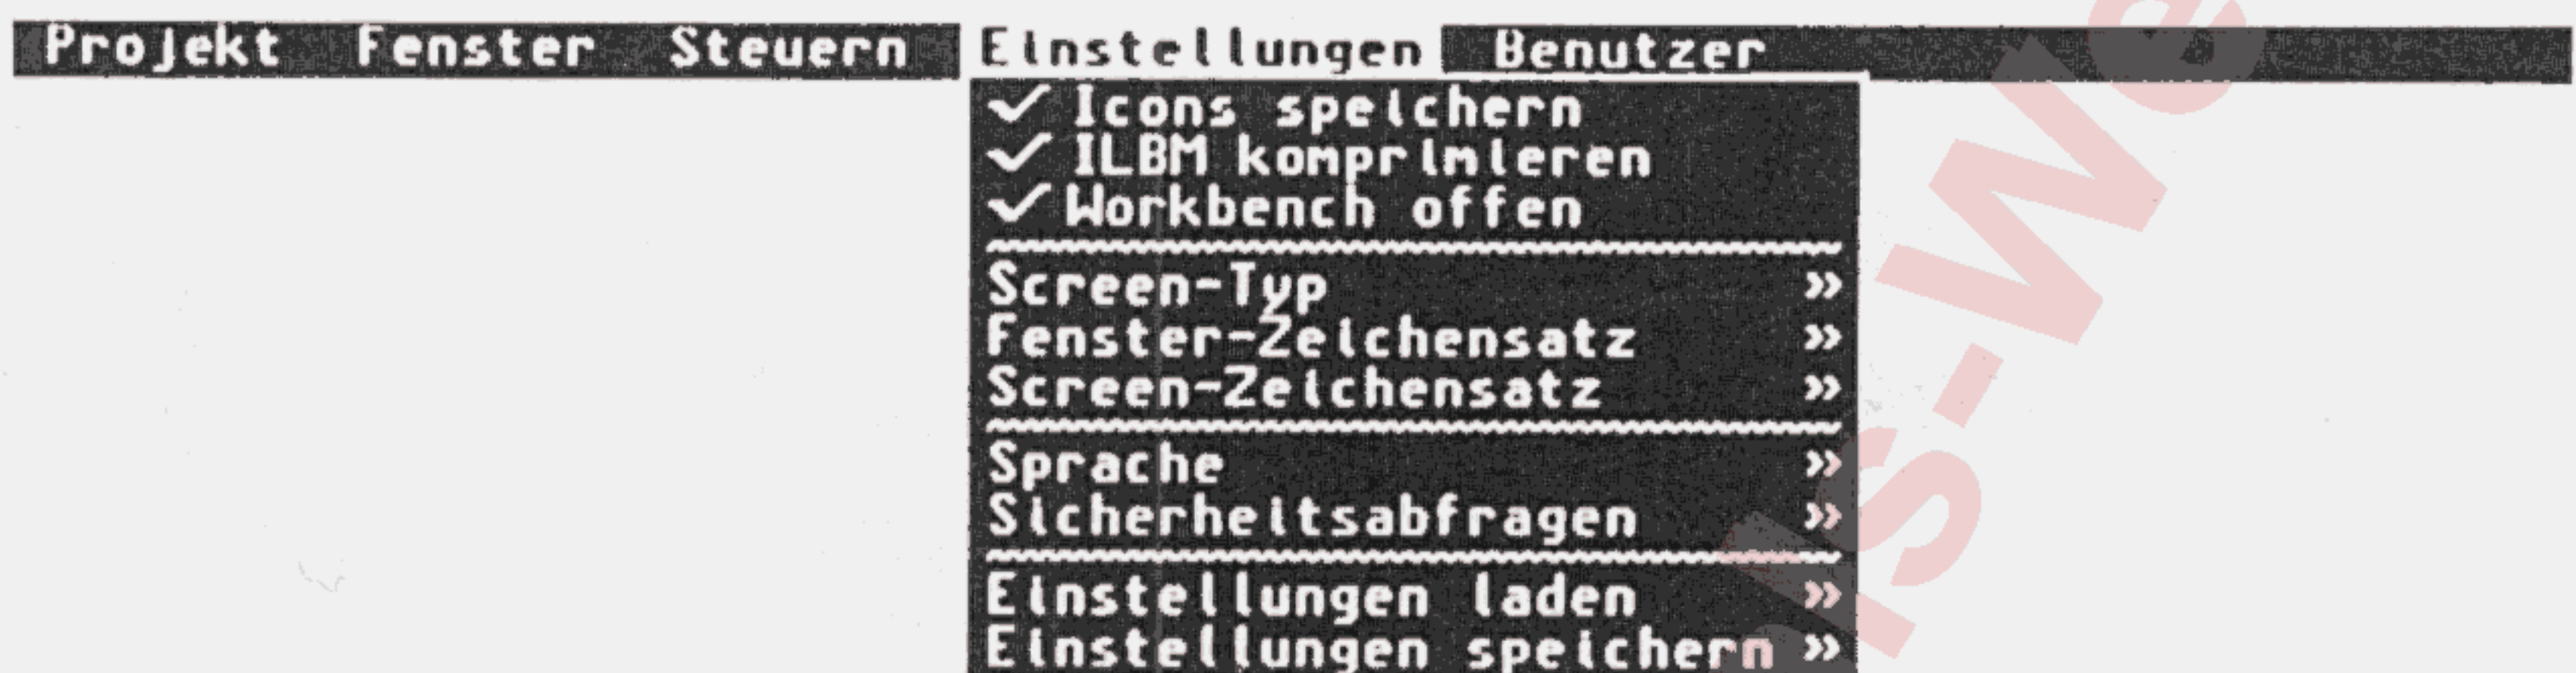 Projekt Fenster Steuern Einstellungen Benutzer
✓ Icons speichern
✓ ILBM komprimieren
✓ Workbench offen
Screen-Typ »
Fenster-Zeichensatz »
Screen-Zeichensatz »
Sprache »
Sicherheitsabfragen »
Einstellungen laden »
Einstellungen speichern »